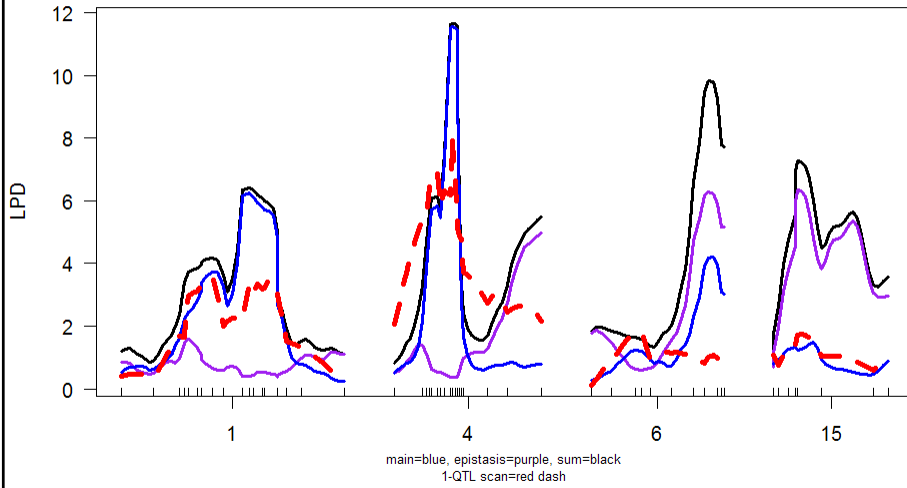 12
10
8
6
4
2
0
LPD
1 4 6 15
main=blue, epistasis=purple, sum=black
1-QTL scan=red dash